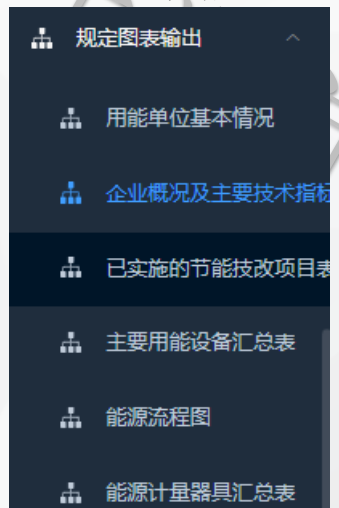 规定图表输出
用能单位基本情况
企业概况及主要技术指标
已实施的节能技改项目表
主要用能设备汇总表
能源流程图
能源计量器具汇总表